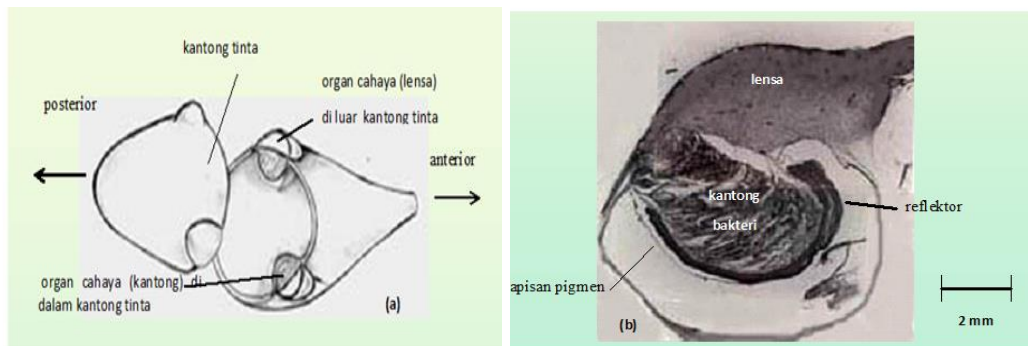 kantong tinta
organ cahaya (lensa)
di luar kantong tinta
posterior
anterior
organ cahaya (kantong) di
dalam kantong tinta
(a)
lensa
kantong
bakteri
reflektor
apisan pigmen
(b)
2 mm